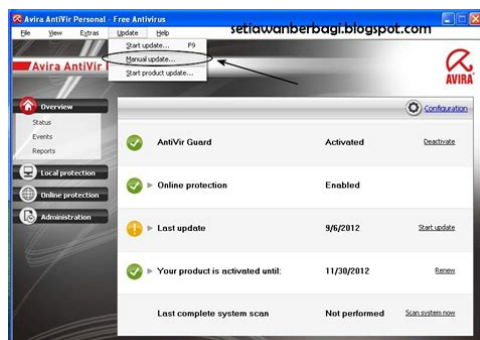 Avira AntiVir Personal - Free Antivirus
setiawanberbagi.blogspot.com
File View Extras Update Help
Start update... F9
Manual update...
Start product update...
Avira AntiVir
AVIRA
Overview
Configuration
Status
Events
Reports
Local protection
Online protection
Administration
AntiVir Guard Activated Deactivate
Online protection Enabled
Last update 9/6/2012 Start update
Your product is activated until: 11/30/2012 Renew
Last complete system scan Not performed Scan system now